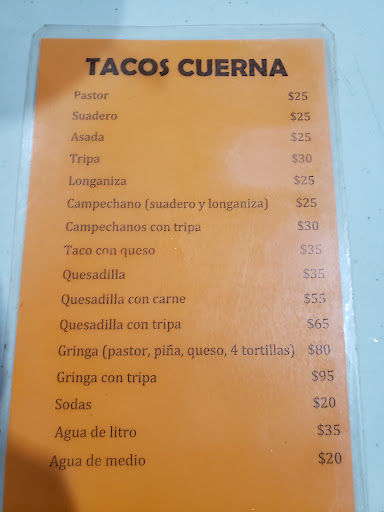 TACOS CUERNA
Pastor $25
Suadero $25
Asada $25
Tripa $30
Longaniza $25
Campechano (suadero y longaniza) $25
Campechanos con tripa $30
Taco con queso $35
Quesadilla $35
Quesadilla con carne $55
Quesadilla con tripa $65
Gringa (pastor, piña, queso, 4 tortillas) $80
Gringa con tripa $95
Sodas $20
Agua de litro $35
Agua de medio $20